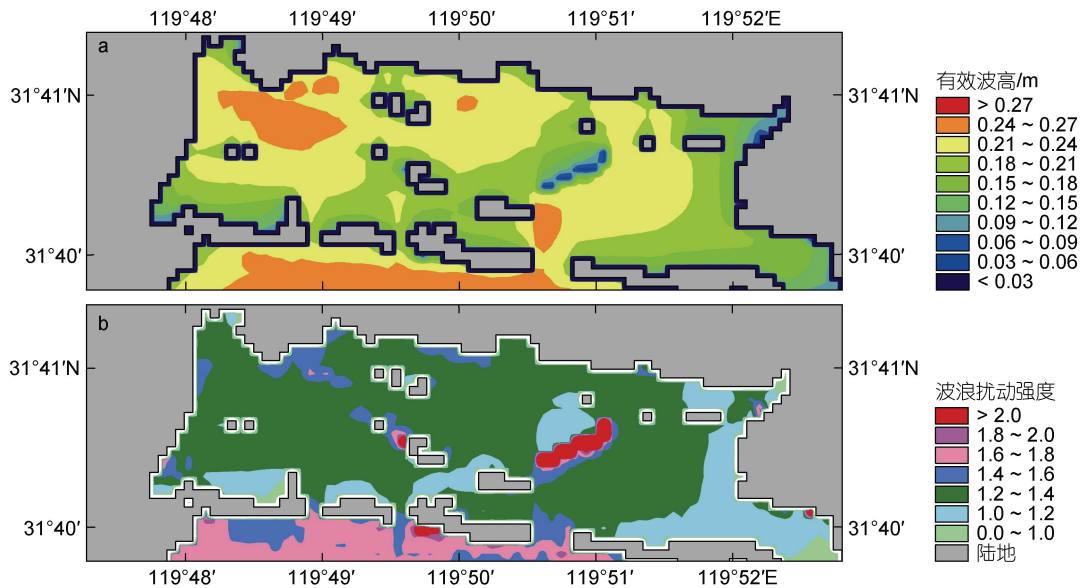 119°48′ 119°49′ 119°50′ 119°51′ 119°52′E
a
31°41′N 31°41′N
31°40′ 31°40′
有效波高/m
> 0.27
0.24 ~ 0.27
0.21 ~ 0.24
0.18 ~ 0.21
0.15 ~ 0.18
0.12 ~ 0.15
0.09 ~ 0.12
0.06 ~ 0.09
0.03 ~ 0.06
< 0.03
b
31°41′ 31°41′N
31°40′ 31°40′
波浪扰动强度
> 2.0
1.8 ~ 2.0
1.6 ~ 1.8
1.4 ~ 1.6
1.2 ~ 1.4
1.0 ~ 1.2
0.0 ~ 1.0
陆地
119°48′ 119°49′ 119°50′ 119°51′ 119°52′E